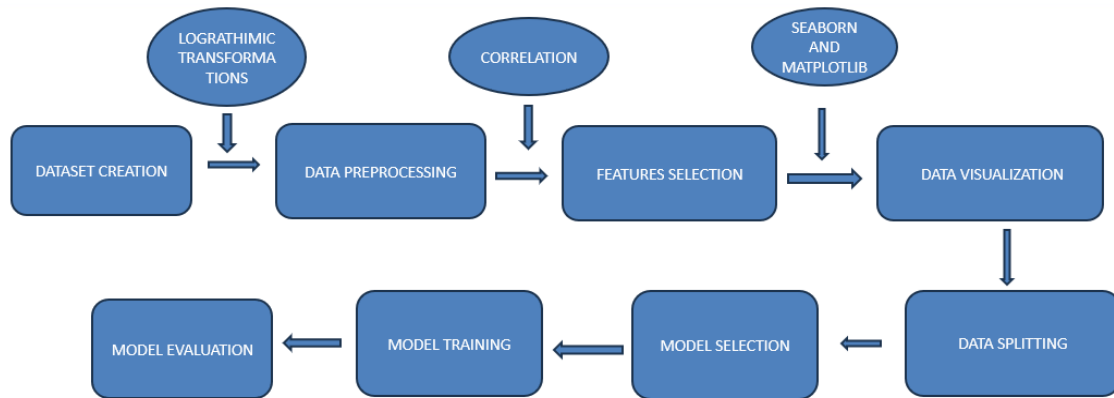 LOGRATHIMIC
TRANSFORMA
TIONS
CORRELATION
SEABORN
AND
MATPLOTLIB
DATASET CREATION
DATA PREPROCESSING
FEATURES SELECTION
DATA VISUALIZATION
MODEL EVALUATION
MODEL TRAINING
MODEL SELECTION
DATA SPLITTING